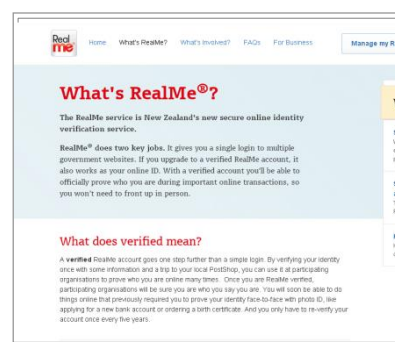 Real
me
Home What's RealMe? What's Involved? FAQs For Business Manage my R
What's RealMe®?
The RealMe service is New Zealand's new secure online identity
verification service.
RealMe® does two key jobs. It gives you a single login to multiple
government websites. If you upgrade to a verified RealMe account, it
also works as your online ID. With a verified account you'll be able to
officially prove who you are during important online transactions, so
you won't need to front up in person.
What does verified mean?
A verified RealMe account goes one step further than a simple login. By verifying your identity
once with some information and a trip to your local PostShop, you can use it at participating
organisations to prove who you are online many times. Once you are RealMe verified,
participating organisations will be sure you are who you say you are. You will soon be able to do
things online that previously required you to prove your identity face-to-face with photo ID, like
applying for a new bank account or ordering a birth certificate. And you only have to re-verify your
account once every five years.